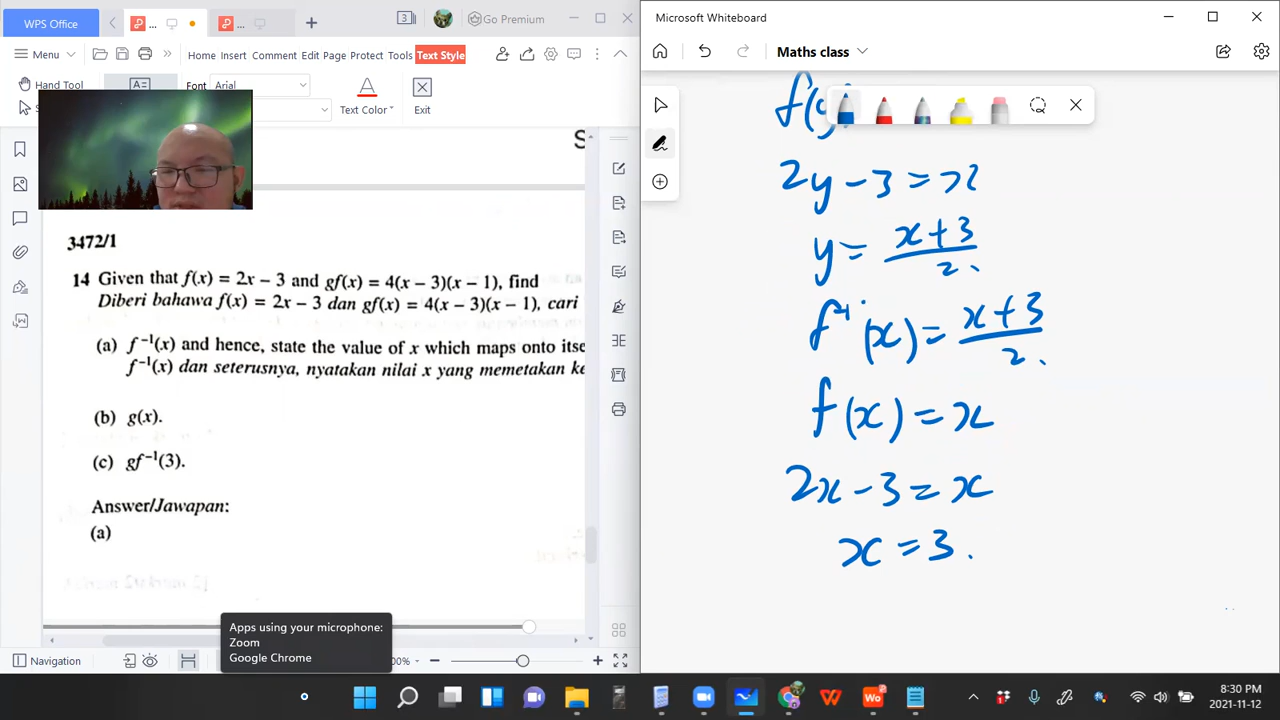 WPS Office
...
...
3
Go Premium
Menu
Home Insert Comment Edit Page Protect Tools Text Style
Hand Tool
Font Arial
Text Color
Exit
S
3472/1
14 Given that f(x) = 2x − 3 and gf(x) = 4(x − 3)(x − 1), find
Diberi bahawa f(x) = 2x − 3 dan gf(x) = 4(x − 3)(x − 1), cari
(a) f⁻¹(x) and hence, state the value of x which maps onto itse
f⁻¹(x) dan seterusnya, nyatakan nilai x yang memetakan ke
(b) g(x).
(c) gf⁻¹(3).
Answer/Jawapan:
(a)
Apps using your microphone:
Zoom
Google Chrome
Navigation
00%
Microsoft Whiteboard
Maths class
2y − 3 = x
y = (x + 3)/2.
f⁻¹(x) = (x + 3)/2.
f(x) = x
2x − 3 = x
x = 3.
8:30 PM
2021-11-12